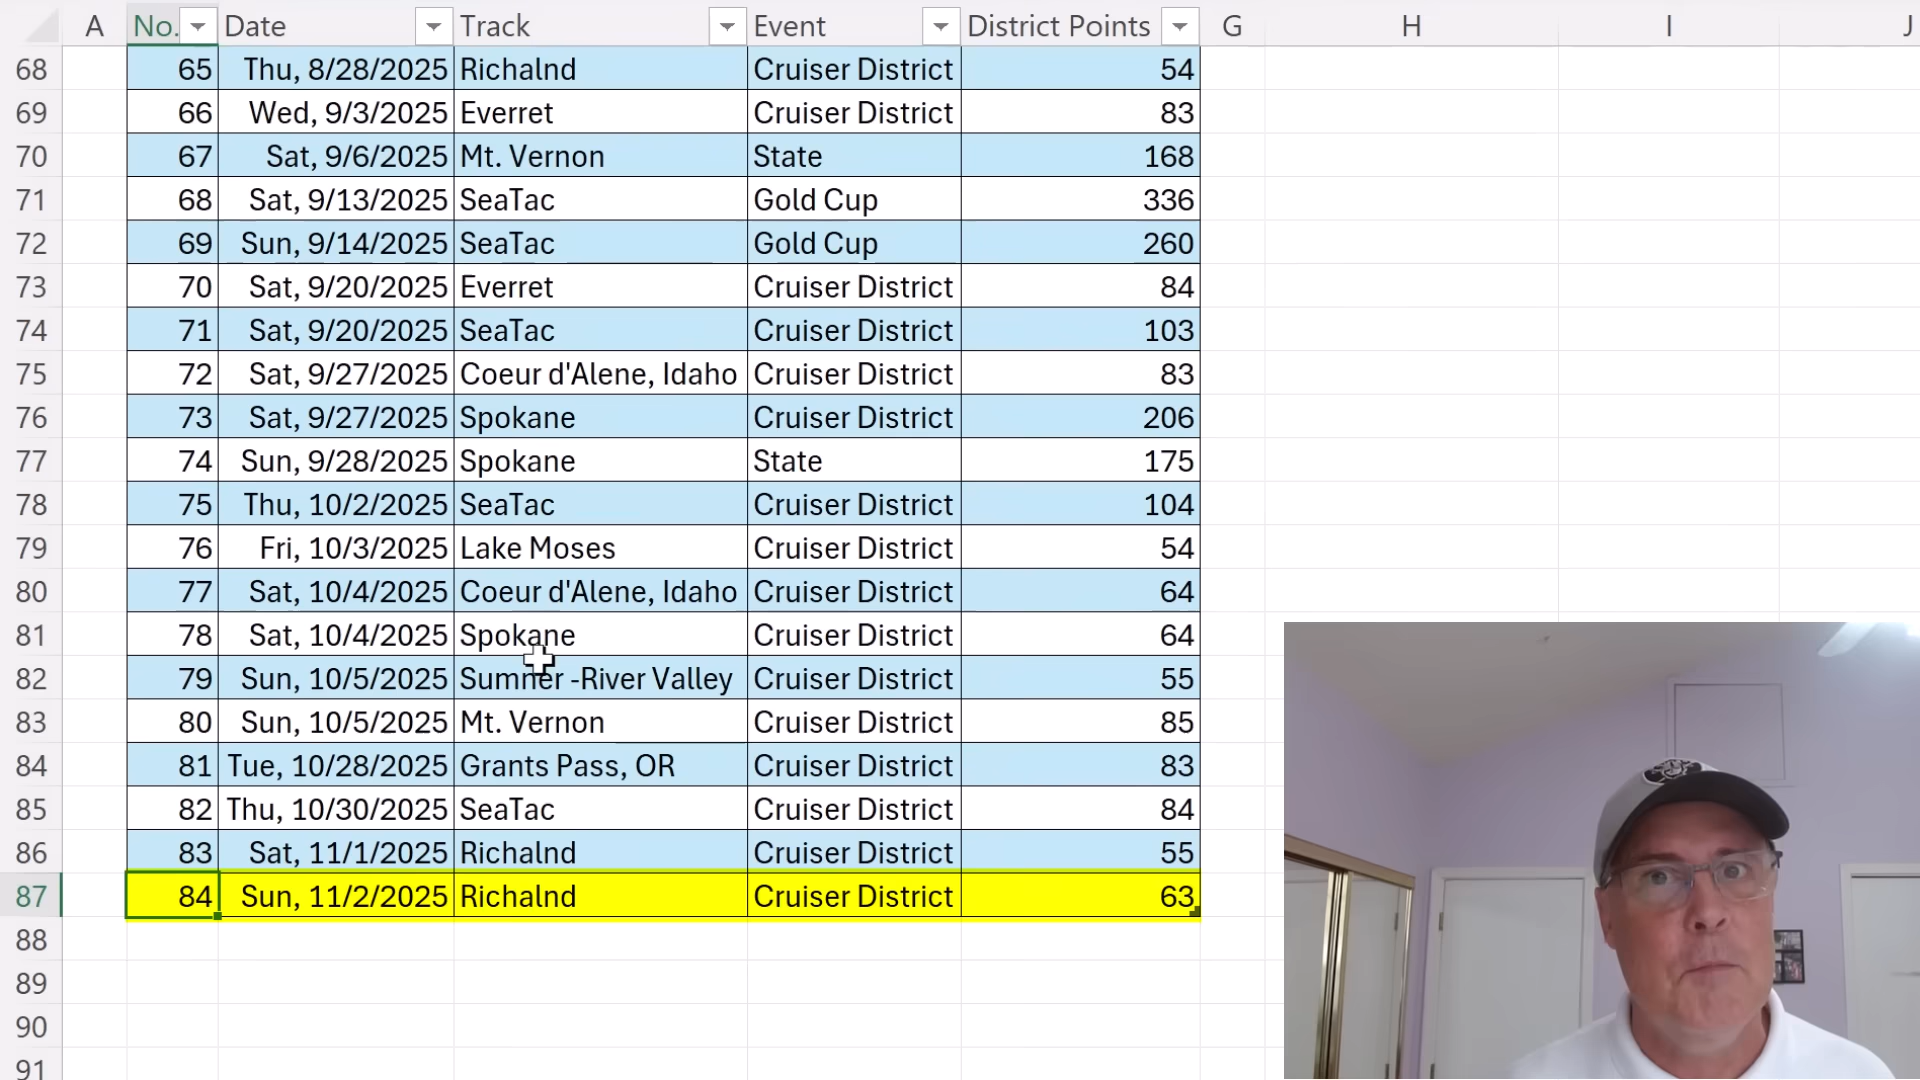 A No. Date Track Event District Points G H I J
68 65 Thu, 8/28/2025 Richalnd Cruiser District 54
69 66 Wed, 9/3/2025 Everret Cruiser District 83
70 67 Sat, 9/6/2025 Mt. Vernon State 168
71 68 Sat, 9/13/2025 SeaTac Gold Cup 336
72 69 Sun, 9/14/2025 SeaTac Gold Cup 260
73 70 Sat, 9/20/2025 Everret Cruiser District 84
74 71 Sat, 9/20/2025 SeaTac Cruiser District 103
75 72 Sat, 9/27/2025 Coeur d'Alene, Idaho Cruiser District 83
76 73 Sat, 9/27/2025 Spokane Cruiser District 206
77 74 Sun, 9/28/2025 Spokane State 175
78 75 Thu, 10/2/2025 SeaTac Cruiser District 104
79 76 Fri, 10/3/2025 Lake Moses Cruiser District 54
80 77 Sat, 10/4/2025 Coeur d'Alene, Idaho Cruiser District 64
81 78 Sat, 10/4/2025 Spokane Cruiser District 64
82 79 Sun, 10/5/2025 Sumner -River Valley Cruiser District 55
83 80 Sun, 10/5/2025 Mt. Vernon Cruiser District 85
84 81 Tue, 10/28/2025 Grants Pass, OR Cruiser District 83
85 82 Thu, 10/30/2025 SeaTac Cruiser District 84
86 83 Sat, 11/1/2025 Richalnd Cruiser District 55
87 84 Sun, 11/2/2025 Richalnd Cruiser District 63
88
89
90
91